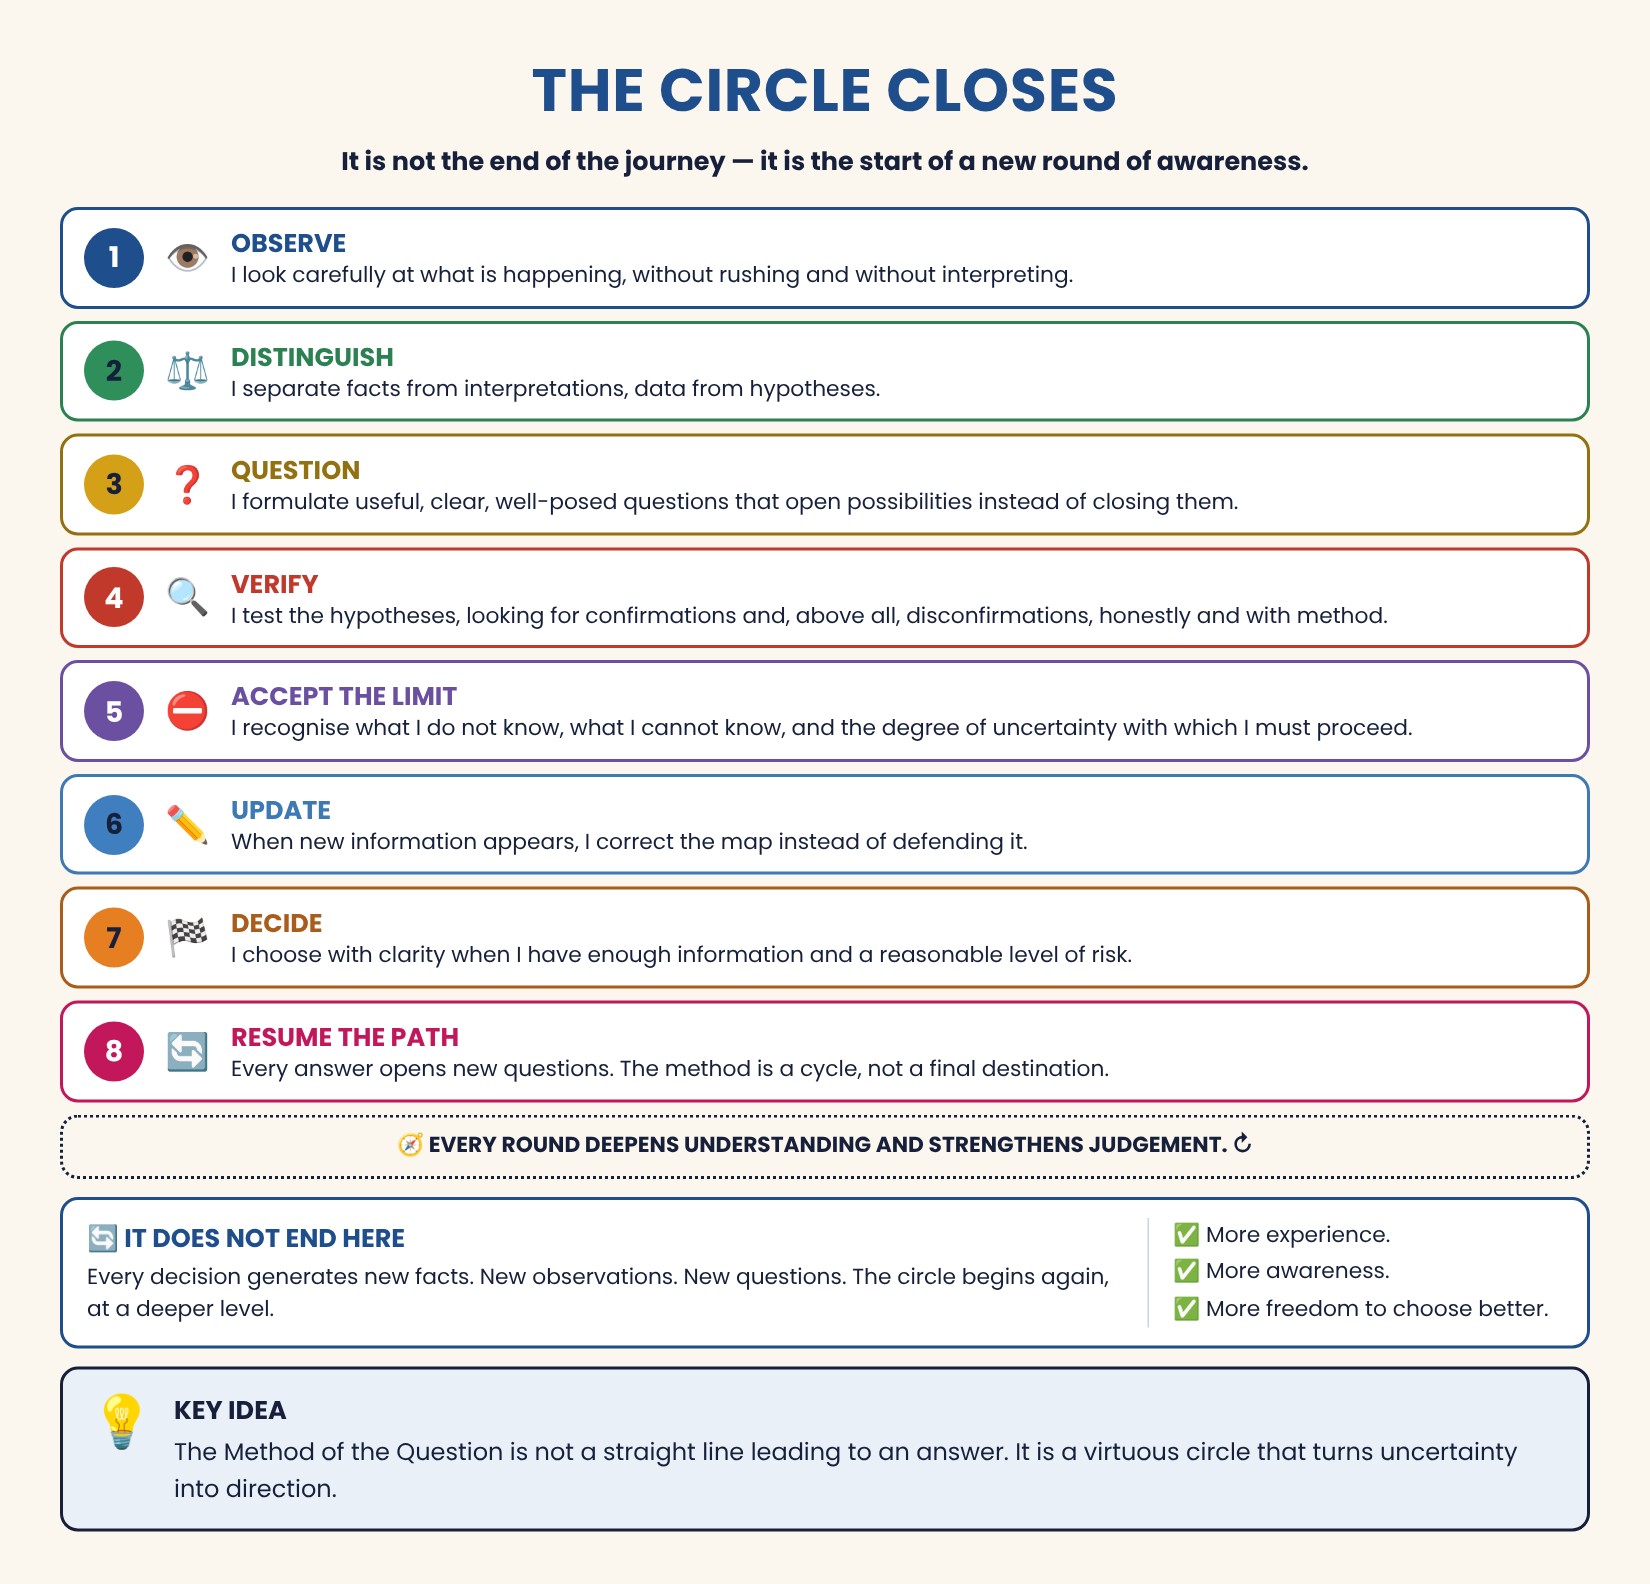 THE CIRCLE CLOSES
It is not the end of the journey — it is the start of a new round of awareness.
1
OBSERVE
I look carefully at what is happening, without rushing and without interpreting.
2
DISTINGUISH
I separate facts from interpretations, data from hypotheses.
3
QUESTION
I formulate useful, clear, well-posed questions that open possibilities instead of closing them.
4
VERIFY
I test the hypotheses, looking for confirmations and, above all, disconfirmations, honestly and with method.
5
ACCEPT THE LIMIT
I recognise what I do not know, what I cannot know, and the degree of uncertainty with which I must proceed.
6
UPDATE
When new information appears, I correct the map instead of defending it.
7
DECIDE
I choose with clarity when I have enough information and a reasonable level of risk.
8
RESUME THE PATH
Every answer opens new questions. The method is a cycle, not a final destination.
🧭 EVERY ROUND DEEPENS UNDERSTANDING AND STRENGTHENS JUDGEMENT. ↻
🔄 IT DOES NOT END HERE
Every decision generates new facts. New observations. New questions. The circle begins again,
at a deeper level.
✅ More experience.
✅ More awareness.
✅ More freedom to choose better.
KEY IDEA
The Method of the Question is not a straight line leading to an answer. It is a virtuous circle that turns uncertainty
into direction.